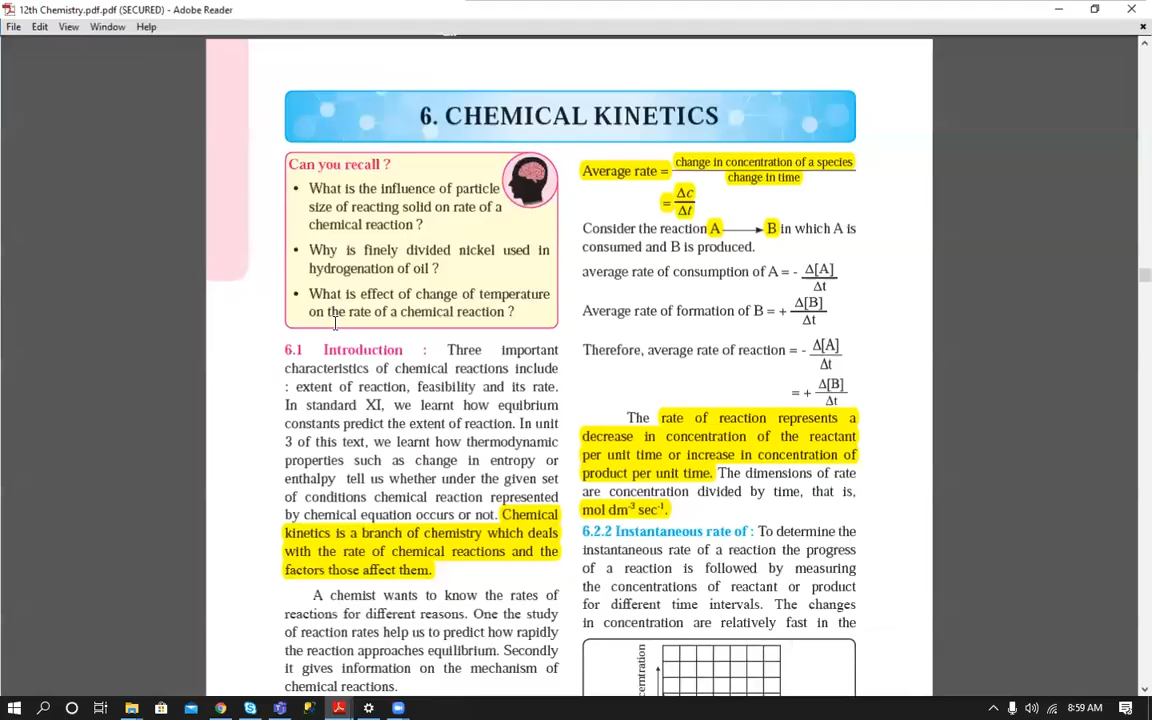 12th Chemistry.pdf.pdf (SECURED) - Adobe Reader
File Edit View Window Help
6. CHEMICAL KINETICS
Can you recall ?
• What is the influence of particle
size of reacting solid on rate of a
chemical reaction ?
• Why is finely divided nickel used in
hydrogenation of oil ?
• What is effect of change of temperature
on the rate of a chemical reaction ?
6.1 Introduction : Three important
characteristics of chemical reactions include
: extent of reaction, feasibility and its rate.
In standard XI, we learnt how equibrium
constants predict the extent of reaction. In unit
3 of this text, we learnt how thermodynamic
properties such as change in entropy or
enthalpy tell us whether under the given set
of conditions chemical reaction represented
by chemical equation occurs or not. Chemical
kinetics is a branch of chemistry which deals
with the rate of chemical reactions and the
factors those affect them.
A chemist wants to know the rates of
reactions for different reasons. One the study
of reaction rates help us to predict how rapidly
the reaction approaches equilibrium. Secondly
it gives information on the mechanism of
chemical reactions.
Average rate = change in concentration of a species
change in time
= Δc
Δt
Consider the reaction A ⟶ B in which A is
consumed and B is produced.
average rate of consumption of A = - Δ[A]
Δt
Average rate of formation of B = + Δ[B]
Δt
Therefore, average rate of reaction = - Δ[A]
Δt
= + Δ[B]
Δt
The rate of reaction represents a
decrease in concentration of the reactant
per unit time or increase in concentration of
product per unit time. The dimensions of rate
are concentration divided by time, that is,
mol dm⁻³ sec⁻¹.
6.2.2 Instantaneous rate of : To determine the
instantaneous rate of a reaction the progress
of a reaction is followed by measuring
the concentrations of reactant or product
for different time intervals. The changes
in concentration are relatively fast in the
8:59 AM